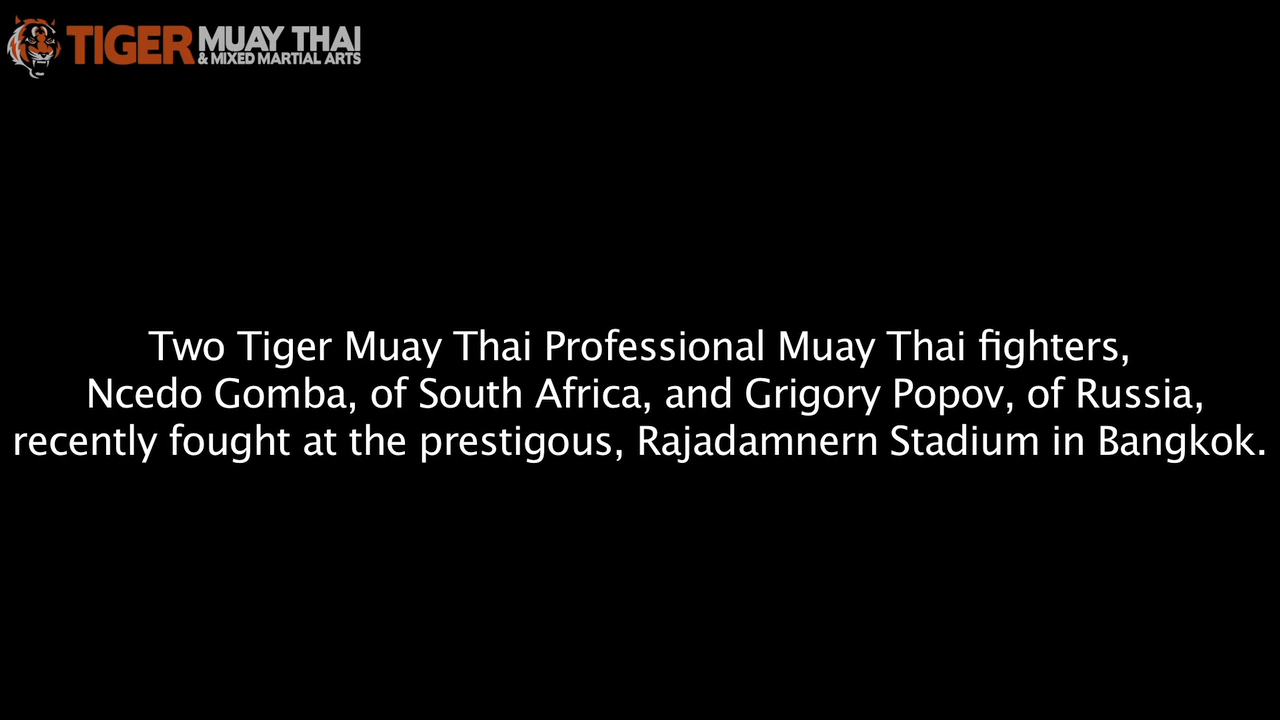 TIGER MUAY THAI
& MIXED MARTIAL ARTS
Two Tiger Muay Thai Professional Muay Thai fighters,
Ncedo Gomba, of South Africa, and Grigory Popov, of Russia,
recently fought at the prestigous, Rajadamnern Stadium in Bangkok.